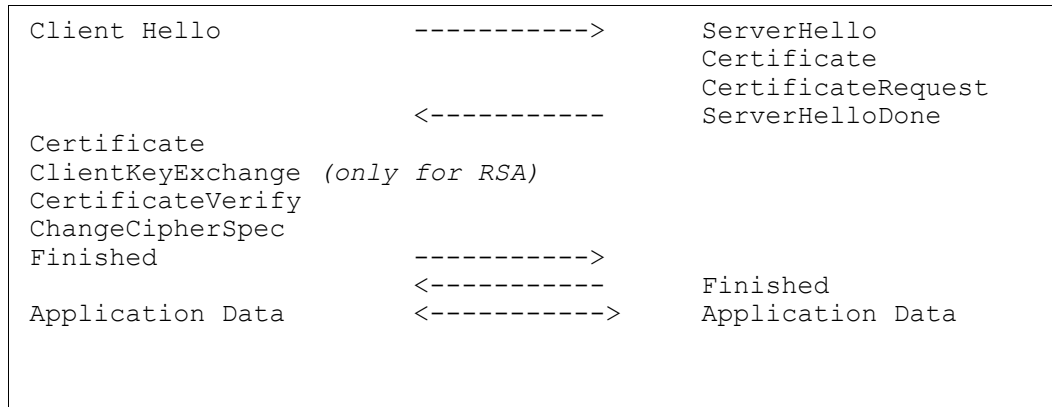 Client Hello -----------> ServerHello
Certificate
CertificateRequest
<----------- ServerHelloDone
Certificate
ClientKeyExchange (only for RSA)
CertificateVerify
ChangeCipherSpec
Finished ----------->
<----------- Finished
Application Data <-----------> Application Data